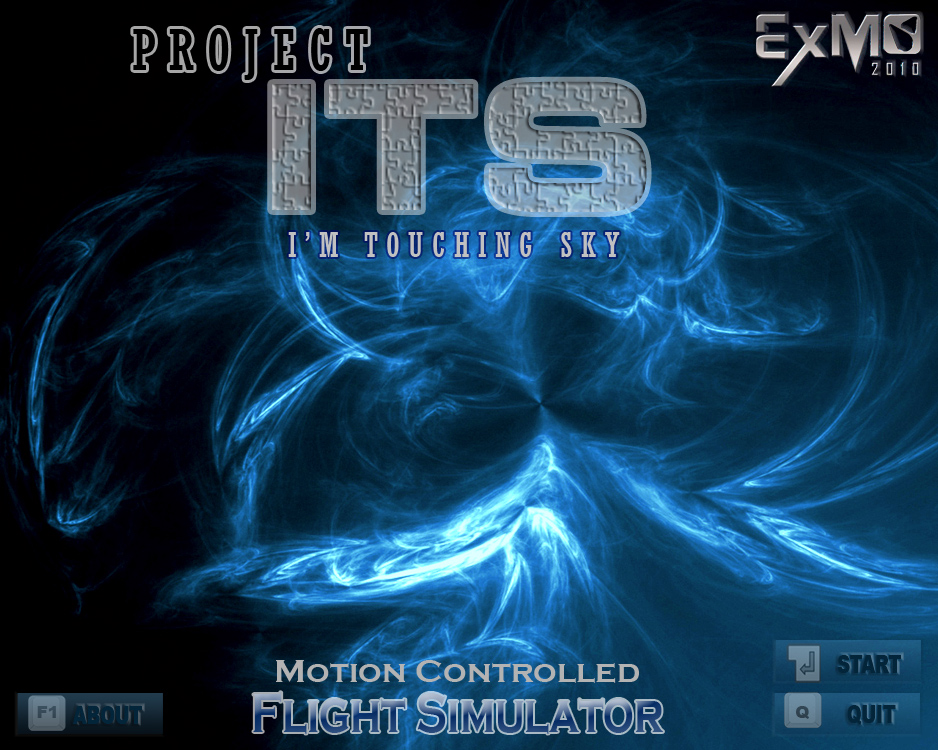 PROJECT
ExMO
2010
ITS
I'M TOUCHING SKY
MOTION CONTROLLED
FLIGHT SIMULATOR
F1 ABOUT
START
Q QUIT